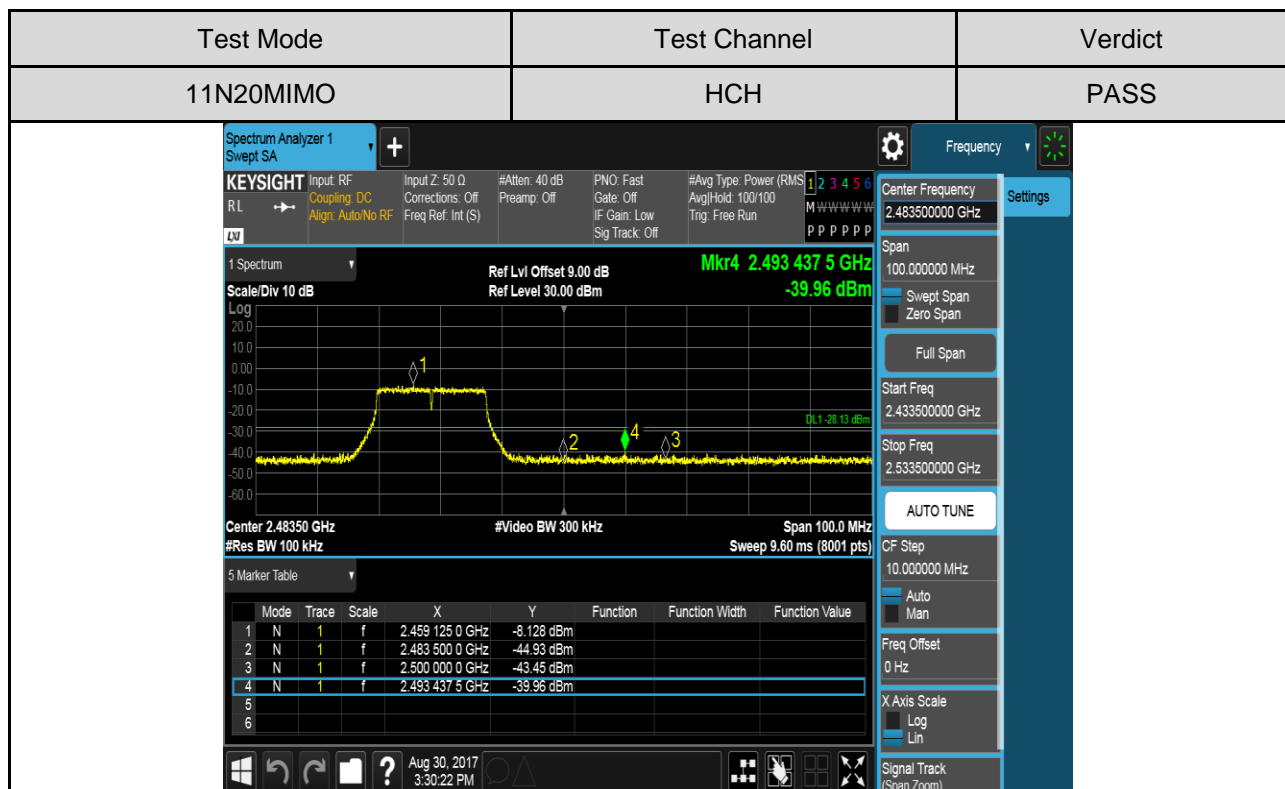 Test Mode Test Channel Verdict
11N20MIMO HCH PASS
Spectrum Analyzer 1
Swept SA
+
Frequency
KEYSIGHT Input: RF Input Z: 50 Ω #Atten: 40 dB PNO: Fast #Avg Type: Power (RMS 1 2 3 4 5 6
RL Coupling: DC Corrections: Off Preamp: Off Gate: Off Avg|Hold: 100/100 M W W W W W
Align: Auto/No RF Freq Ref: Int (S) IF Gain: Low Trig: Free Run
LXI Sig Track: Off P P P P P P
1 Spectrum Ref Lvl Offset 9.00 dB Mkr4 2.493 437 5 GHz
Scale/Div 10 dB Ref Level 30.00 dBm -39.96 dBm
Log
20.0
10.0
0.00
-10.0
-20.0
-30.0
-40.0
-50.0
-60.0
1
DL1 -28.13 dBm
2 4 3
Center 2.48350 GHz #Video BW 300 kHz Span 100.0 MHz
#Res BW 100 kHz Sweep 9.60 ms (8001 pts)
5 Marker Table
Mode Trace Scale X Y Function Function Width Function Value
1 N 1 f 2.459 125 0 GHz -8.128 dBm
2 N 1 f 2.483 500 0 GHz -44.93 dBm
3 N 1 f 2.500 000 0 GHz -43.45 dBm
4 N 1 f 2.493 437 5 GHz -39.96 dBm
5
6
?
Aug 30, 2017
3:30:22 PM
Center Frequency
2.483500000 GHz
Settings
Span
100.000000 MHz
Swept Span
Zero Span
Full Span
Start Freq
2.433500000 GHz
Stop Freq
2.533500000 GHz
AUTO TUNE
CF Step
10.000000 MHz
Auto
Man
Freq Offset
0 Hz
X Axis Scale
Log
Lin
Signal Track
(Span Zoom)